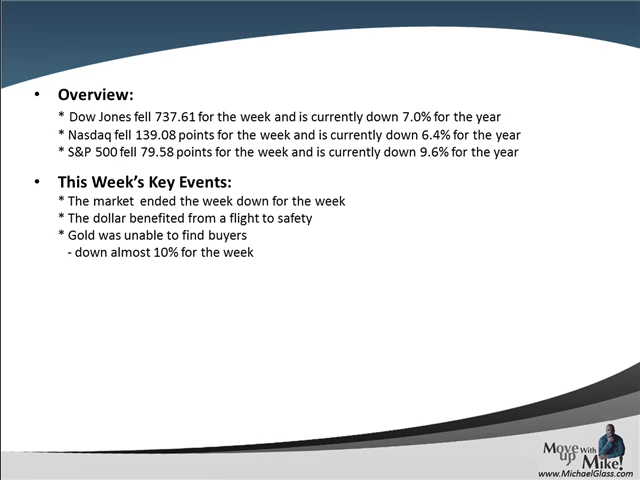 • Overview:
* Dow Jones fell 737.61 for the week and is currently down 7.0% for the year
* Nasdaq fell 139.08 points for the week and is currently down 6.4% for the year
* S&P 500 fell 79.58 points for the week and is currently down 9.6% for the year
• This Week's Key Events:
* The market ended the week down for the week
* The dollar benefited from a flight to safety
* Gold was unable to find buyers
- down almost 10% for the week
Move up With Mike!
www.MichaelGlass.com